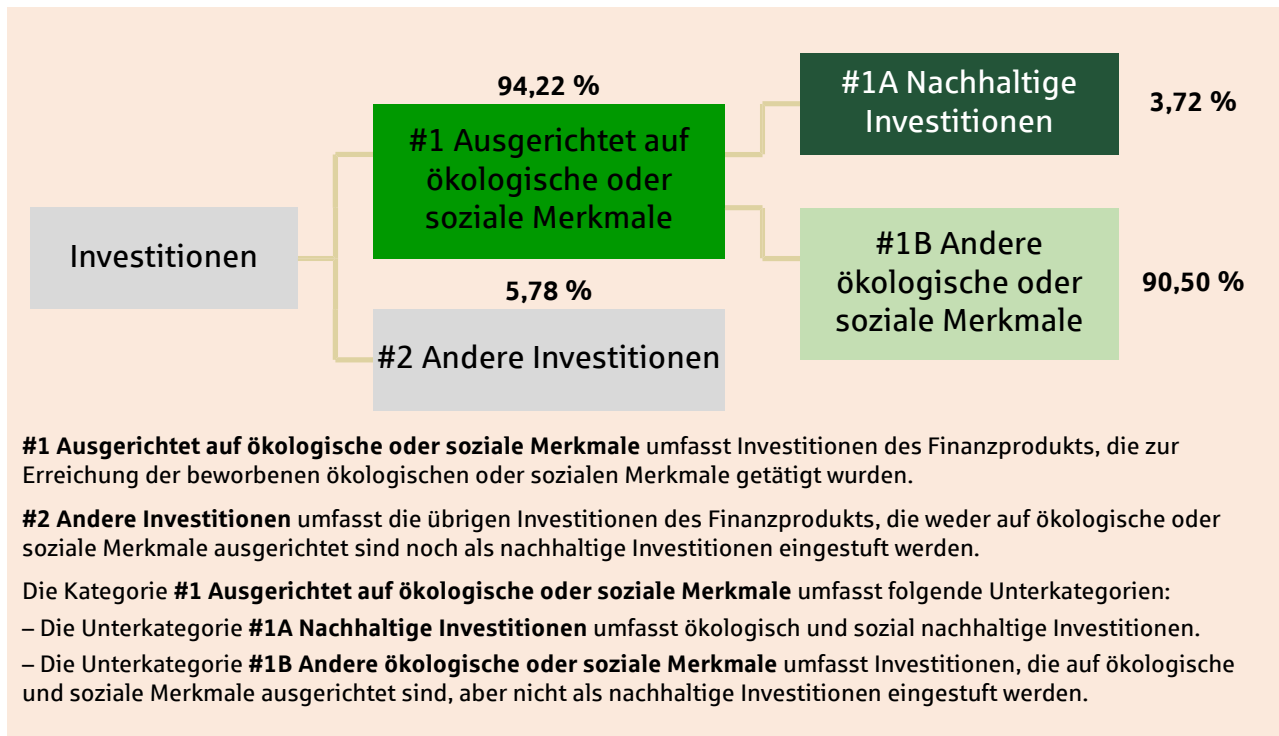 94,22 %
#1 Ausgerichtet auf
ökologische oder
soziale Merkmale
#1A Nachhaltige
Investitionen
3,72 %
Investitionen
#1B Andere
ökologische oder
soziale Merkmale
90,50 %
5,78 %
#2 Andere Investitionen
#1 Ausgerichtet auf ökologische oder soziale Merkmale umfasst Investitionen des Finanzprodukts, die zur
Erreichung der beworbenen ökologischen oder sozialen Merkmale getätigt wurden.
#2 Andere Investitionen umfasst die übrigen Investitionen des Finanzprodukts, die weder auf ökologische oder
soziale Merkmale ausgerichtet sind noch als nachhaltige Investitionen eingestuft werden.
Die Kategorie #1 Ausgerichtet auf ökologische oder soziale Merkmale umfasst folgende Unterkategorien:
– Die Unterkategorie #1A Nachhaltige Investitionen umfasst ökologisch und sozial nachhaltige Investitionen.
– Die Unterkategorie #1B Andere ökologische oder soziale Merkmale umfasst Investitionen, die auf ökologische
und soziale Merkmale ausgerichtet sind, aber nicht als nachhaltige Investitionen eingestuft werden.